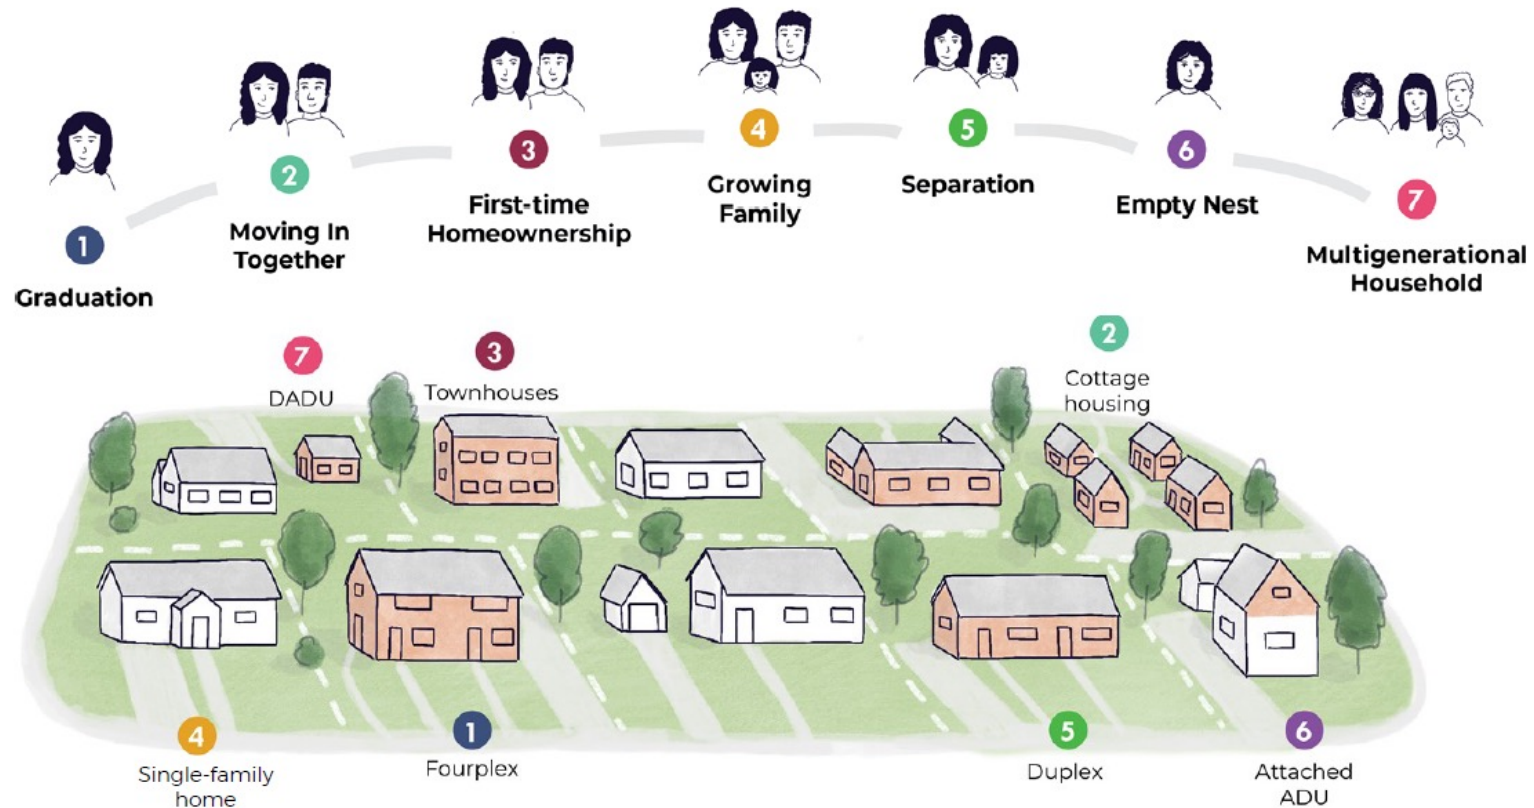 1
Graduation
2
Moving In
Together
3
First-time
Homeownership
4
Growing
Family
5
Separation
6
Empty Nest
7
Multigenerational
Household
7
DADU
3
Townhouses
2
Cottage
housing
4
Single-family
home
1
Fourplex
5
Duplex
6
Attached
ADU